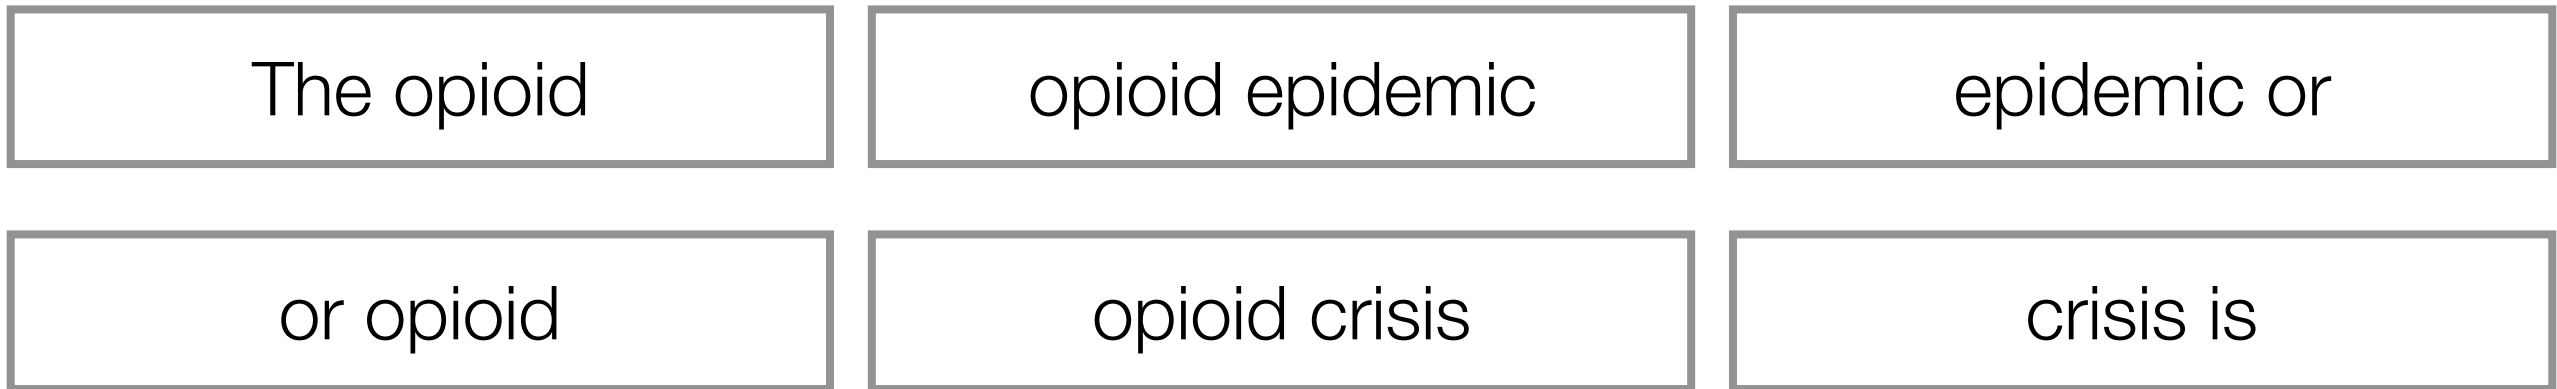 The opioid
opioid epidemic
epidemic or
or opioid
opioid crisis
crisis is